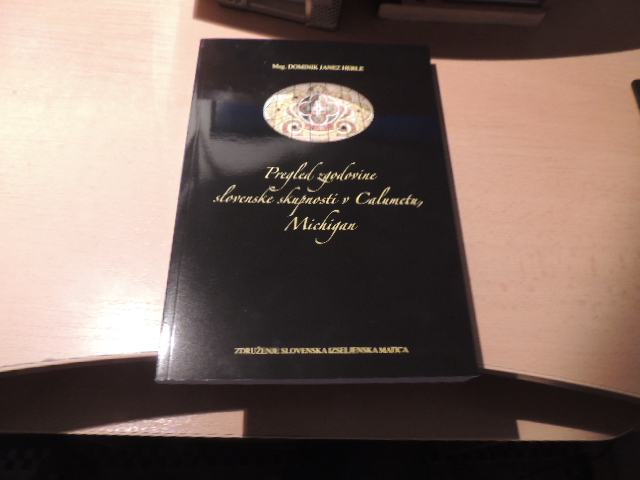 Mag. DOMINIK JANEZ HERLE
Pregled zgodovine
slovenske skupnosti v Calumetu,
Michigan
ZDRUŽENJE SLOVENSKA IZSELJENSKA MATICA